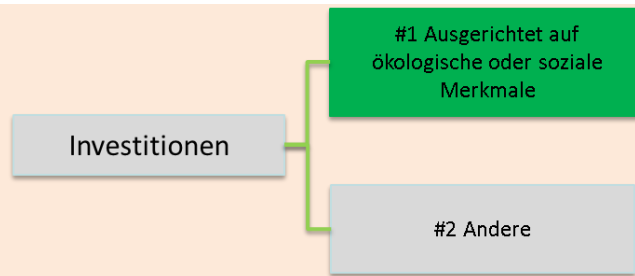 #1 Ausgerichtet auf
ökologische oder soziale
Merkmale
Investitionen
#2 Andere